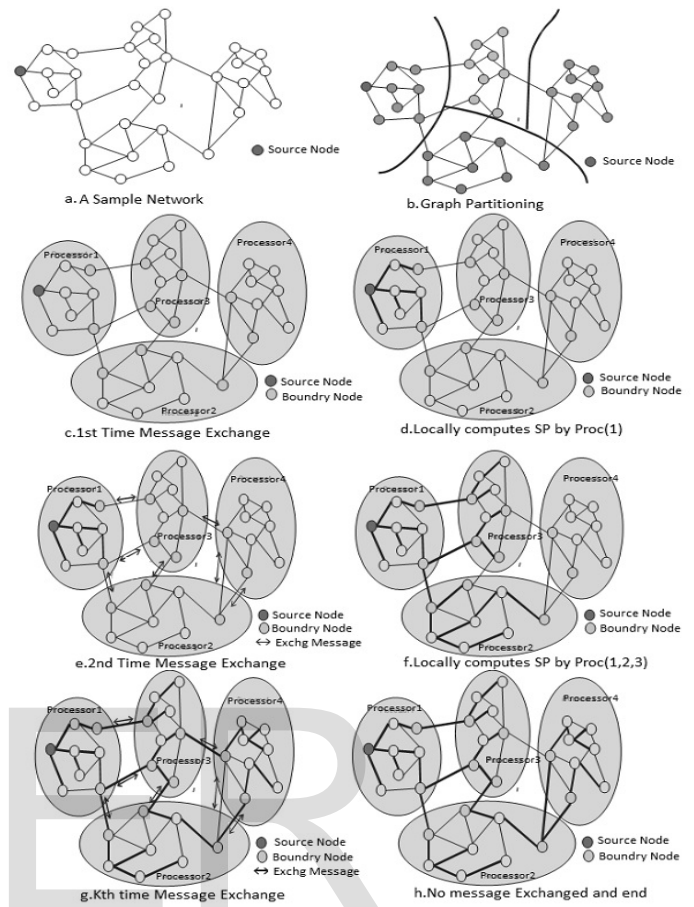 Source Node
a. A Sample Network
Source Node
b. Graph Partitioning
Processor1
Processor4
Processor3
Source Node
Boundry Node
Processor2
c.1st Time Message Exchange
Processor1
Processor4
Processor3
Source Node
Boundry Node
Processor2
d.Locally computes SP by Proc(1)
Processor1
Processor4
Processor3
Source Node
Boundry Node
Exchg Message
Processor2
e.2nd Time Message Exchange
Processor1
Processor4
Processor3
Source Node
Boundry Node
Processor2
f.Locally computes SP by Proc(1,2,3)
Processor1
Processor4
Processor3
Source Node
Boundry Node
Exchg Message
Processor2
g.Kth time Message Exchange
Processor1
Processor4
Processor3
Source Node
Boundry Node
Processor2
h.No message Exchanged and end
ER